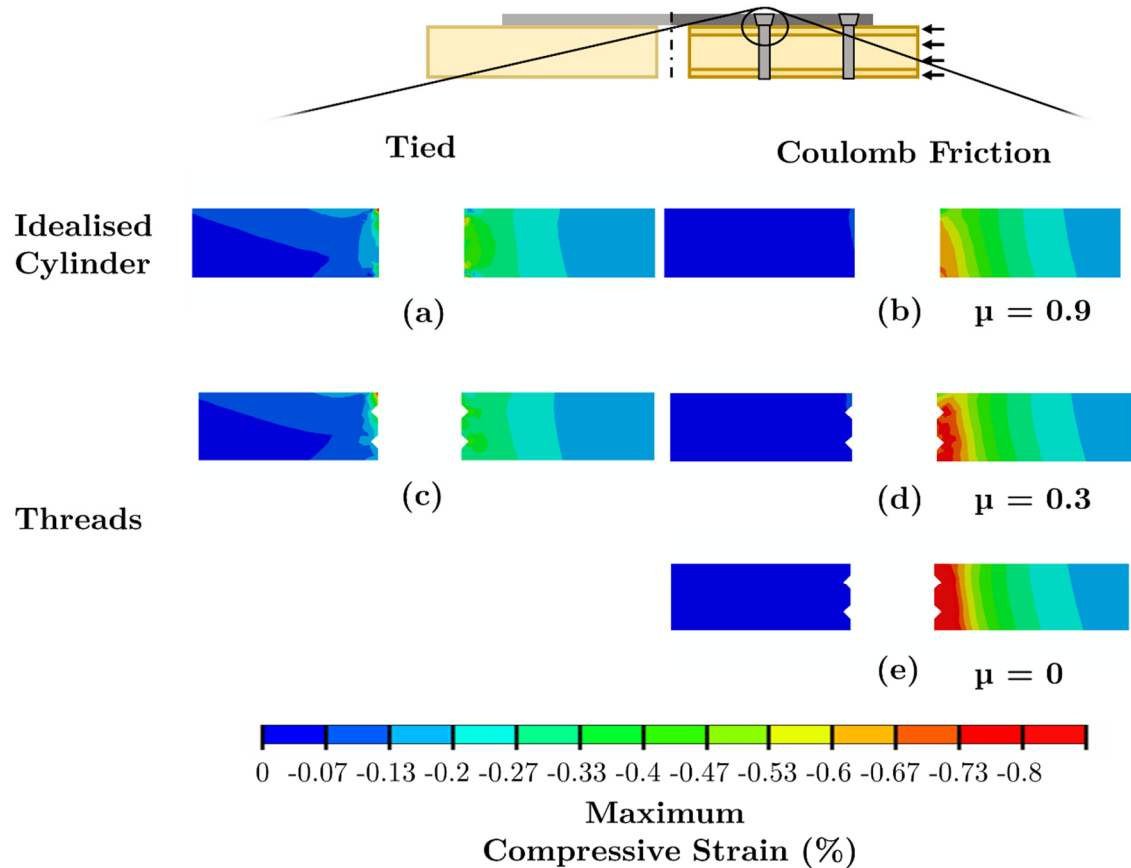 Tied
Coulomb Friction
Idealised
Cylinder
(a)
(b) µ = 0.9
Threads
(c)
(d) µ = 0.3
(e) µ = 0
0 -0.07 -0.13 -0.2 -0.27 -0.33 -0.4 -0.47 -0.53 -0.6 -0.67 -0.73 -0.8
Maximum
Compressive Strain (%)